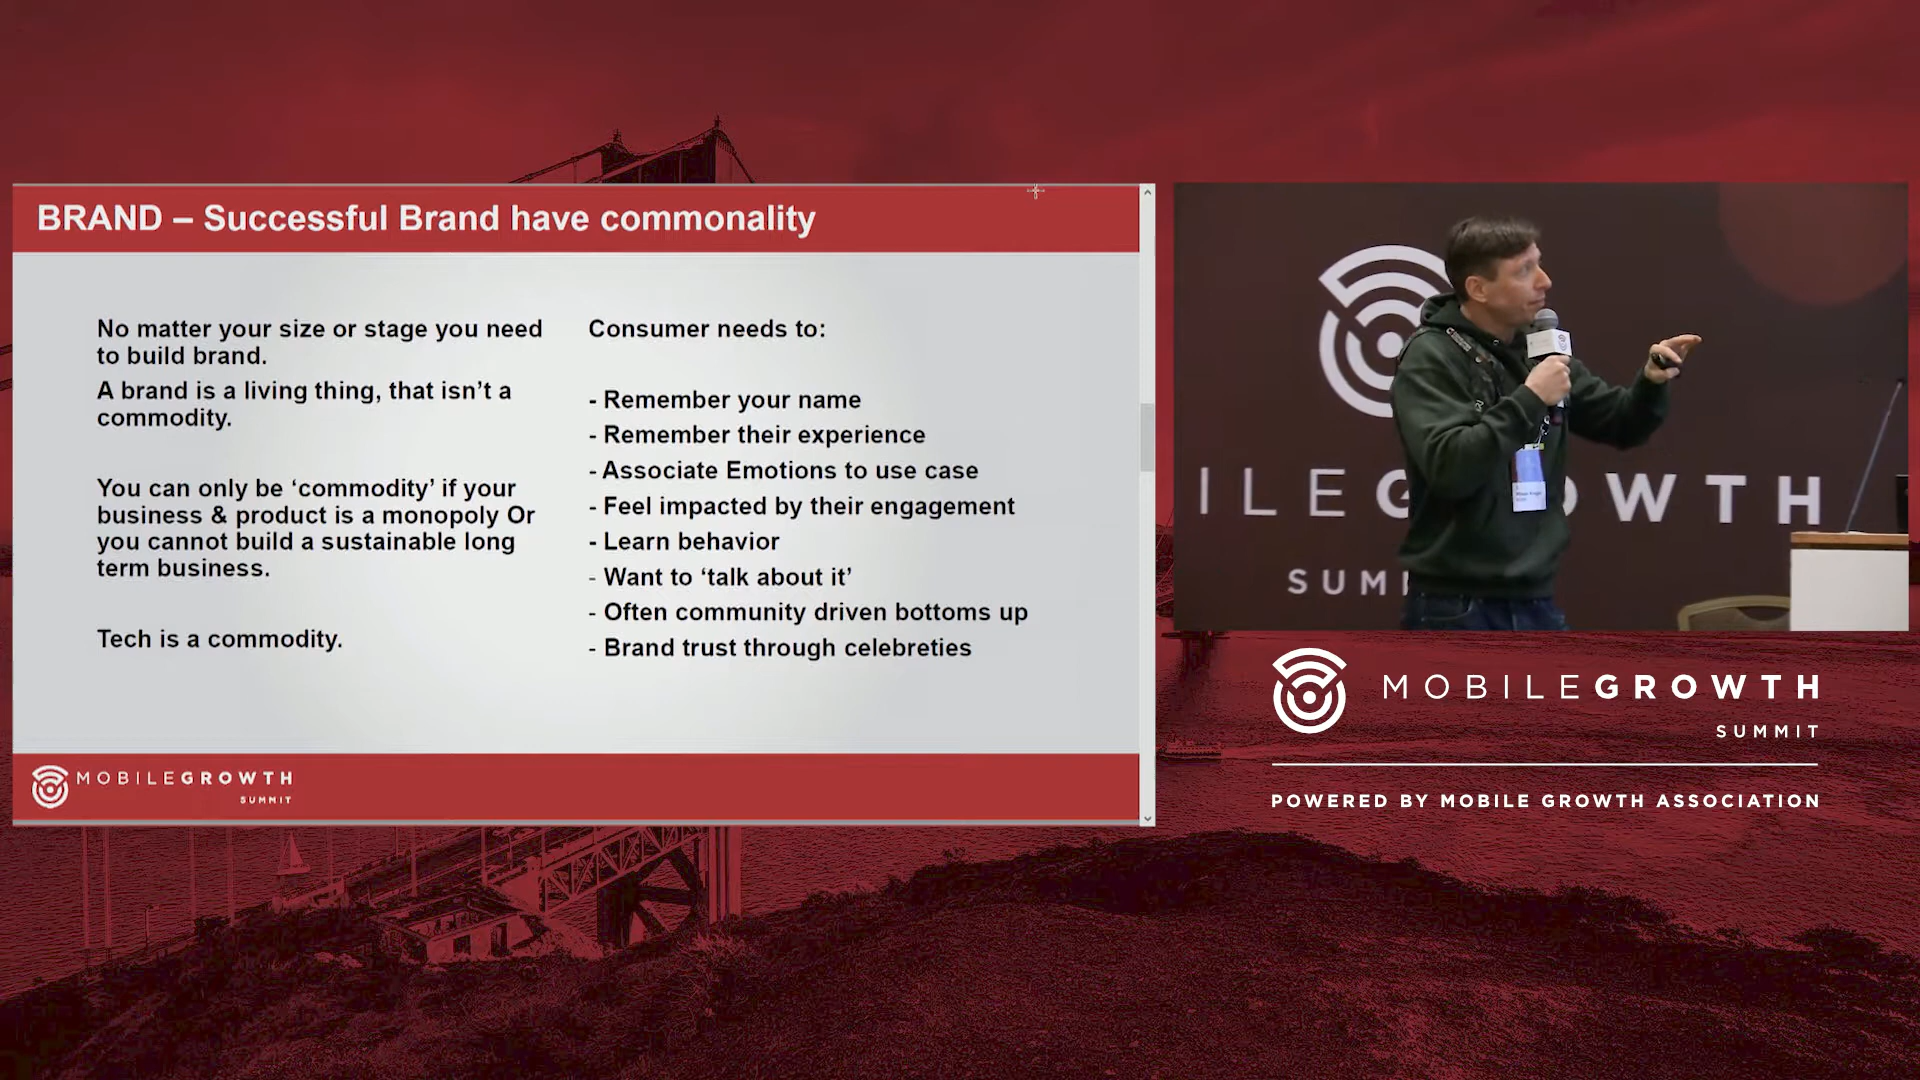 BRAND – Successful Brand have commonality
No matter your size or stage you need
to build brand.
A brand is a living thing, that isn’t a
commodity.
You can only be ‘commodity’ if your
business & product is a monopoly Or
you cannot build a sustainable long
term business.
Tech is a commodity.
Consumer needs to:
- Remember your name
- Remember their experience
- Associate Emotions to use case
- Feel impacted by their engagement
- Learn behavior
- Want to ‘talk about it’
- Often community driven bottoms up
- Brand trust through celebreties
MOBILEGROWTH
SUMMIT
ILEG OWTH
SUM
MOBILEGROWTH
SUMMIT
POWERED BY MOBILE GROWTH ASSOCIATION